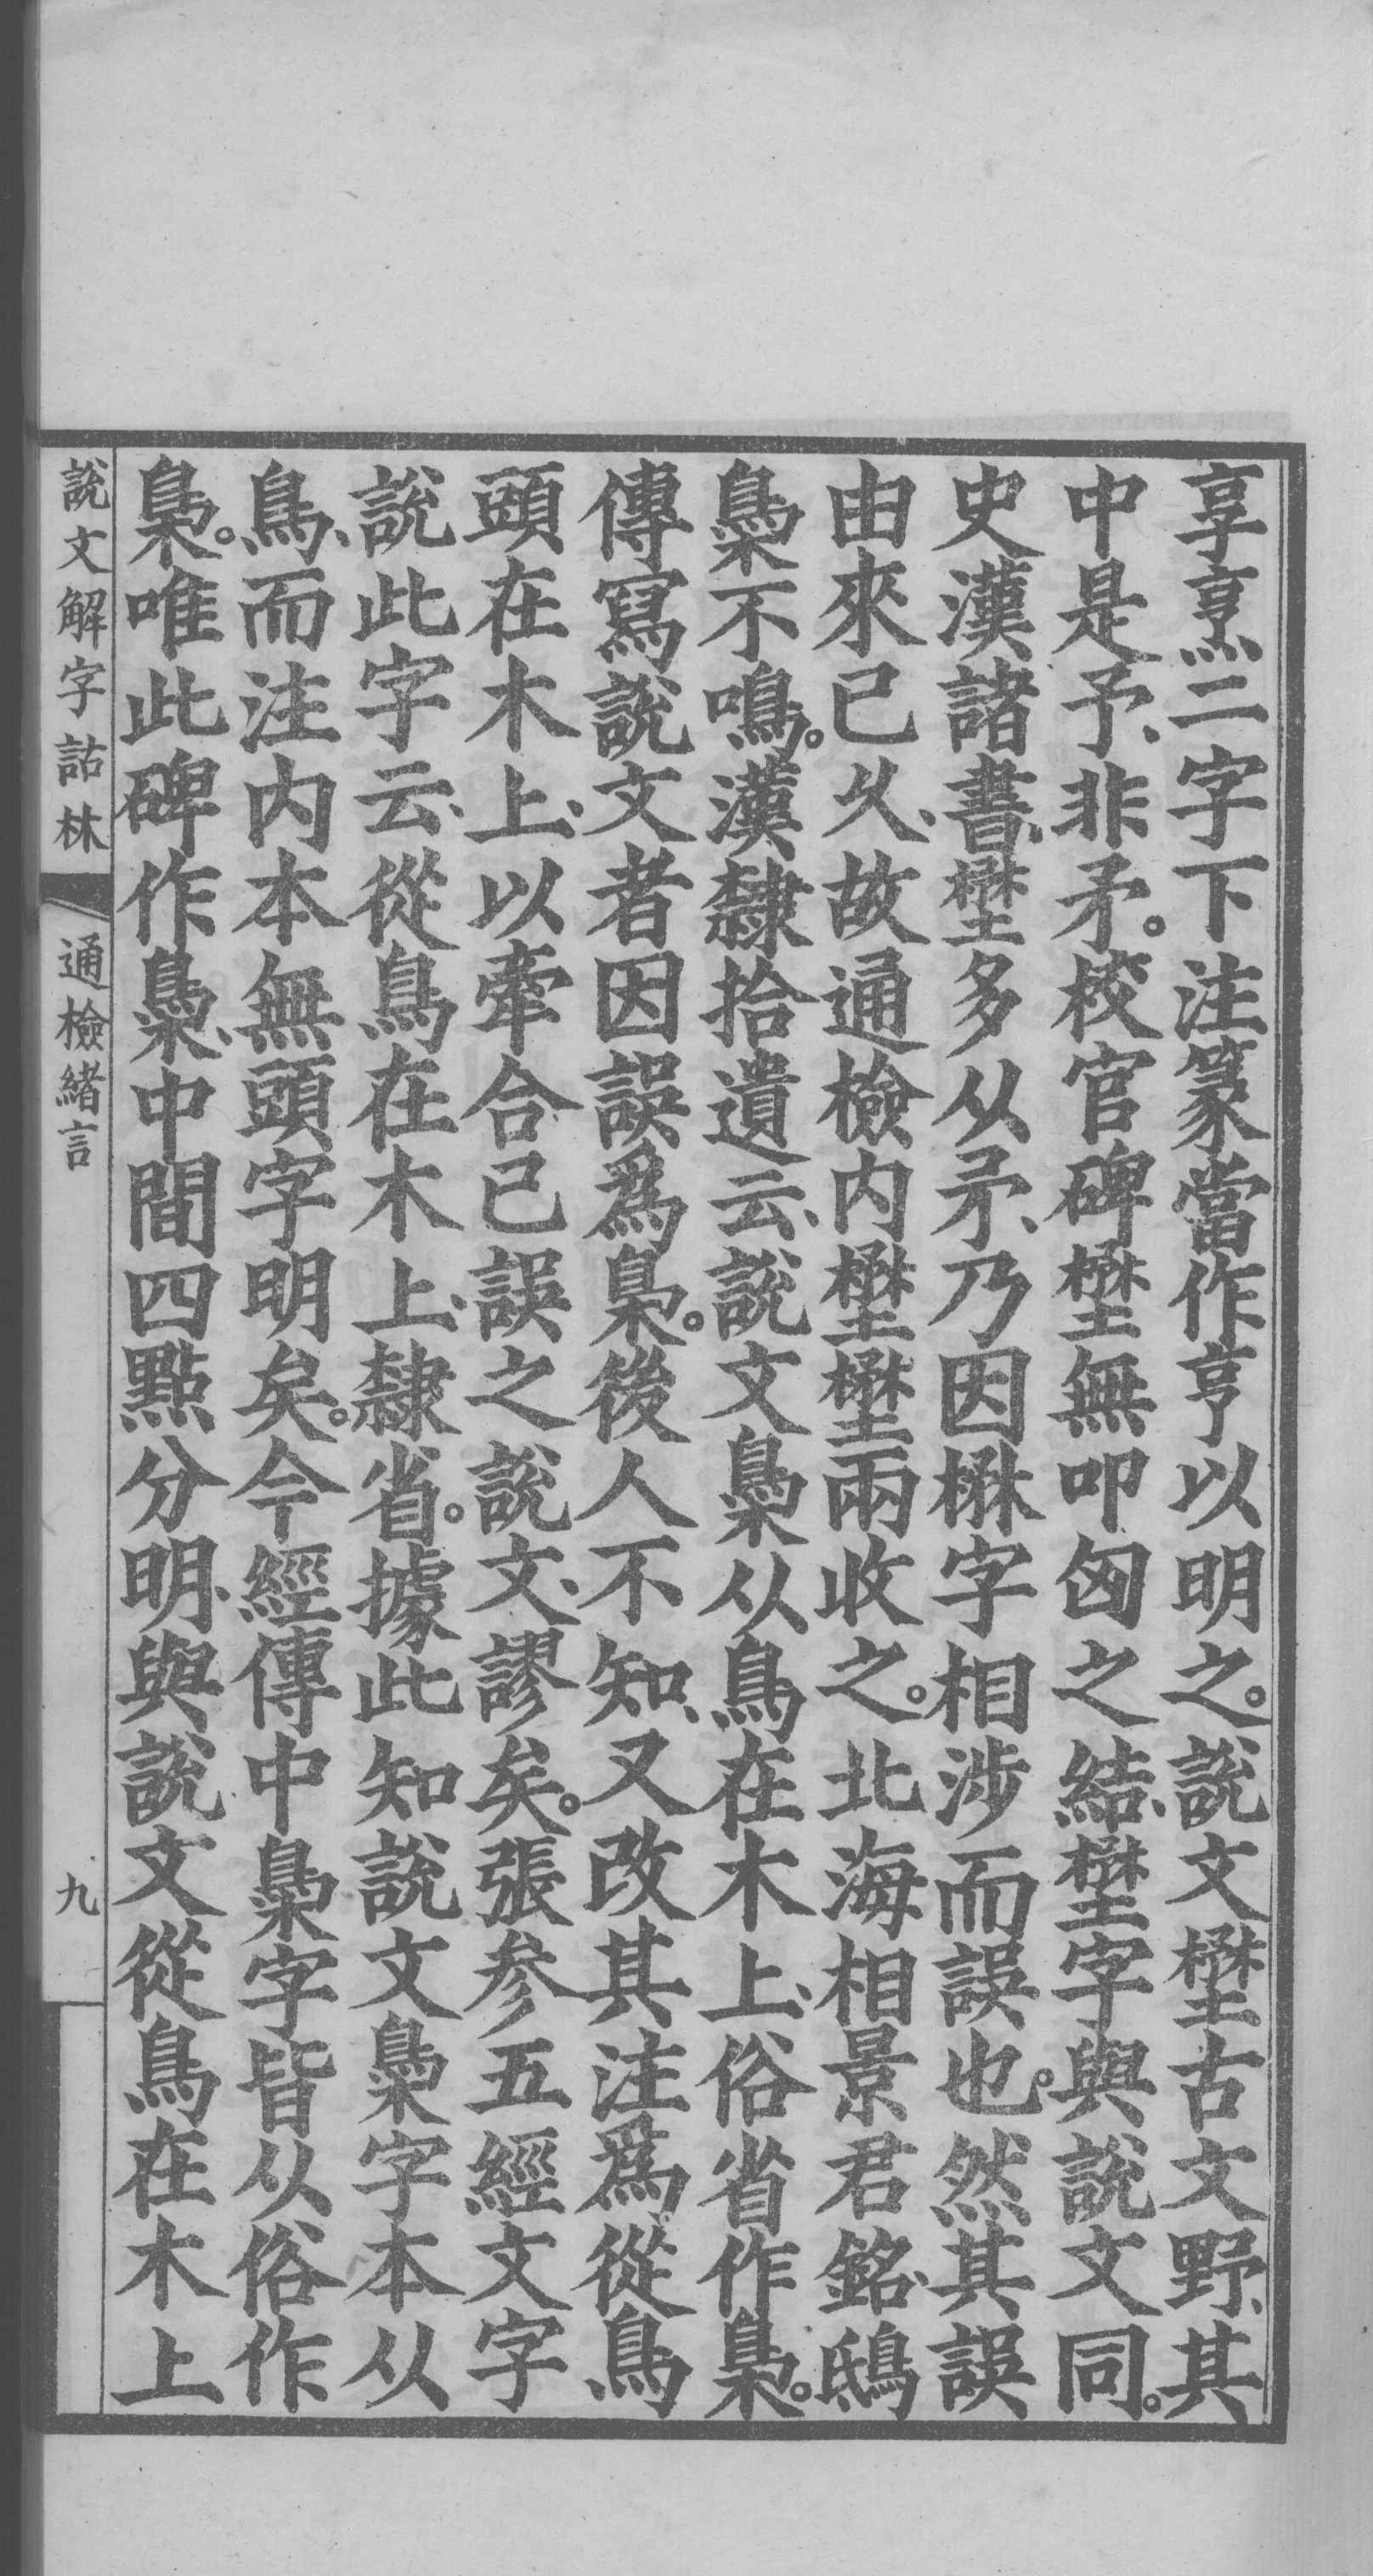 享烹二字下注篆當作亨以明之。說文壄古文野、其
中是予、非矛。校官碑壄無叩匈之結、壄字與說文同。
史漢諸書壄多从矛、乃因楙字相涉而誤也。然其誤
由來已久、故通檢内壄𡐨兩收之。北海相景君銘、鴟
梟不鳴。漢隸拾遺云、說文梟从鳥在木上、俗省作梟。
傳寫說文者因誤爲梟。後人不知、又改其注爲從鳥
頭在木上、以牽合已誤之說文、謬矣。張參五經文字
說此字云、從鳥在木上、隸省。據此知說文梟字本从
鳥、而注内本無頭字明矣。今經傳中梟字皆从俗作
梟。唯此碑作梟、中間四點分明、與說文從鳥在木上
說文解字詁林 通檢緒言 九